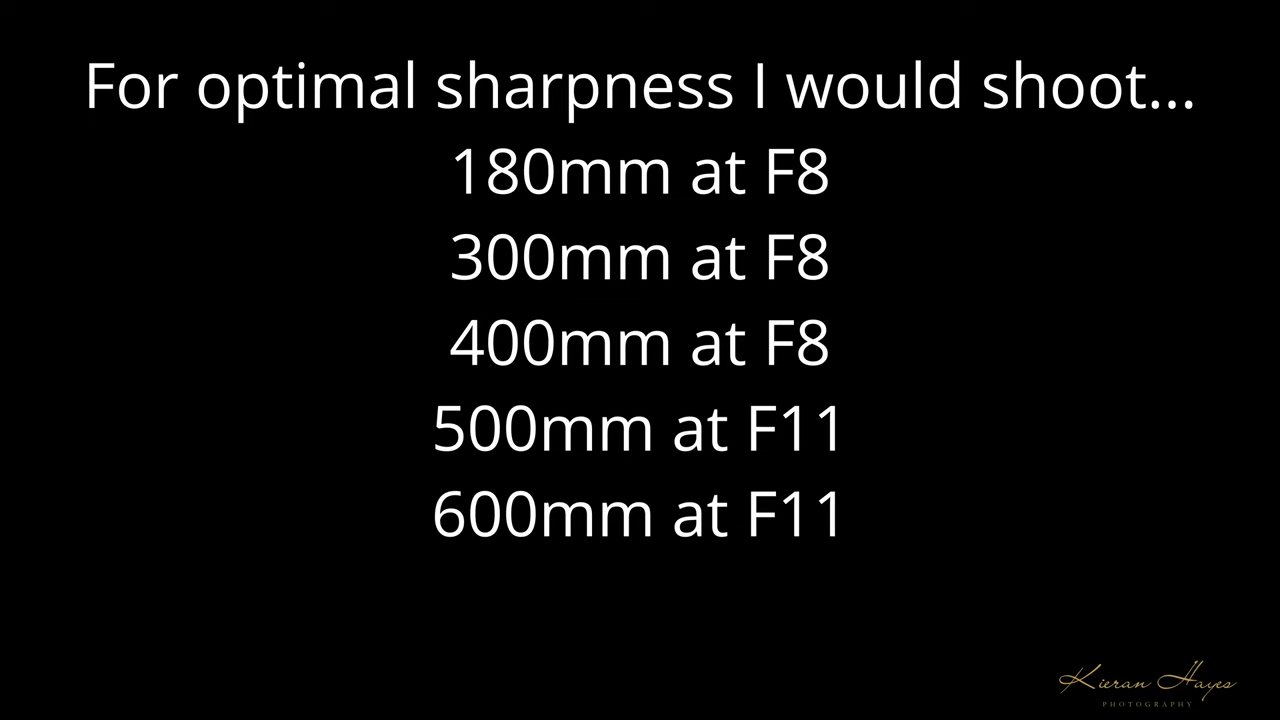 For optimal sharpness I would shoot...
180mm at F8
300mm at F8
400mm at F8
500mm at F11
600mm at F11
Kieran Hayes
PHOTOGRAPHY